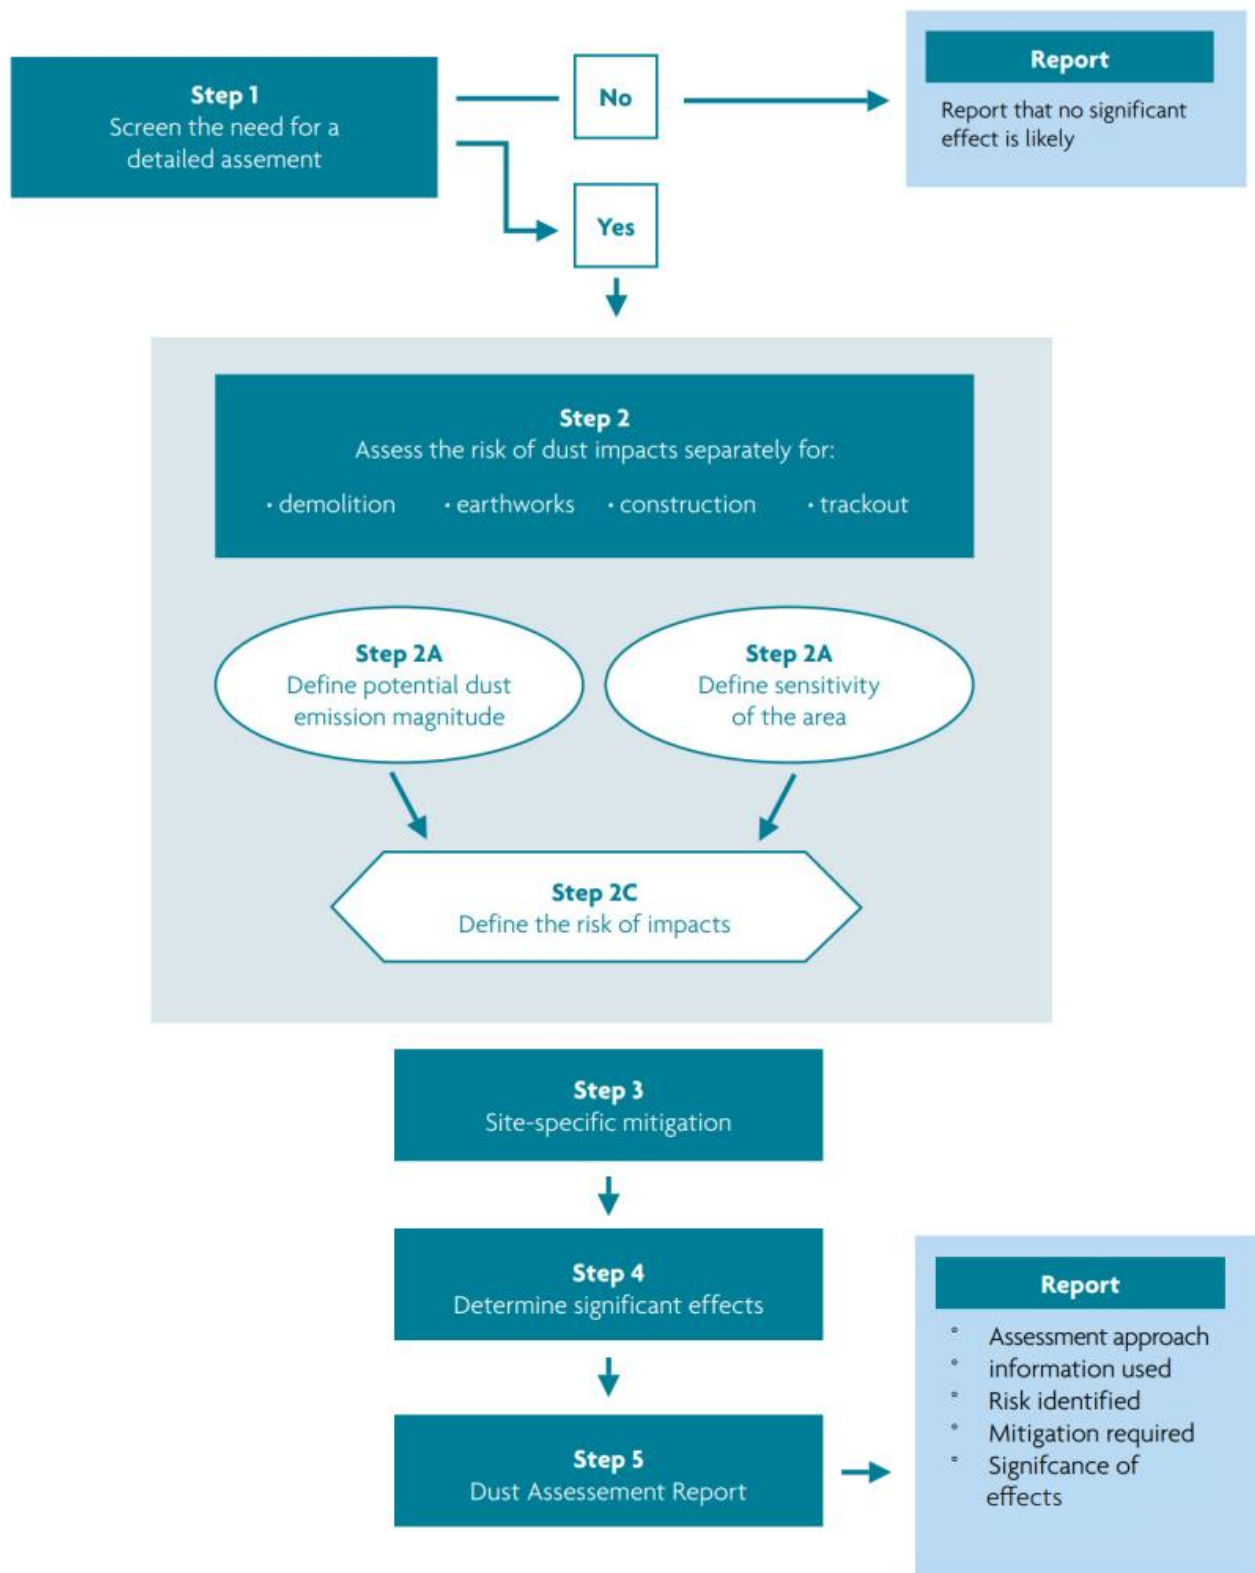 Step 1
Screen the need for a
detailed assement
No
Report
Report that no significant
effect is likely
Yes
Step 2
Assess the risk of dust impacts separately for:
• demolition • earthworks • construction • trackout
Step 2A
Define potential dust
emission magnitude
Step 2A
Define sensitivity
of the area
Step 2C
Define the risk of impacts
Step 3
Site-specific mitigation
Step 4
Determine significant effects
Step 5
Dust Assessement Report
Report
° Assessment approach
° information used
° Risk identified
° Mitigation required
° Signifcance of
effects